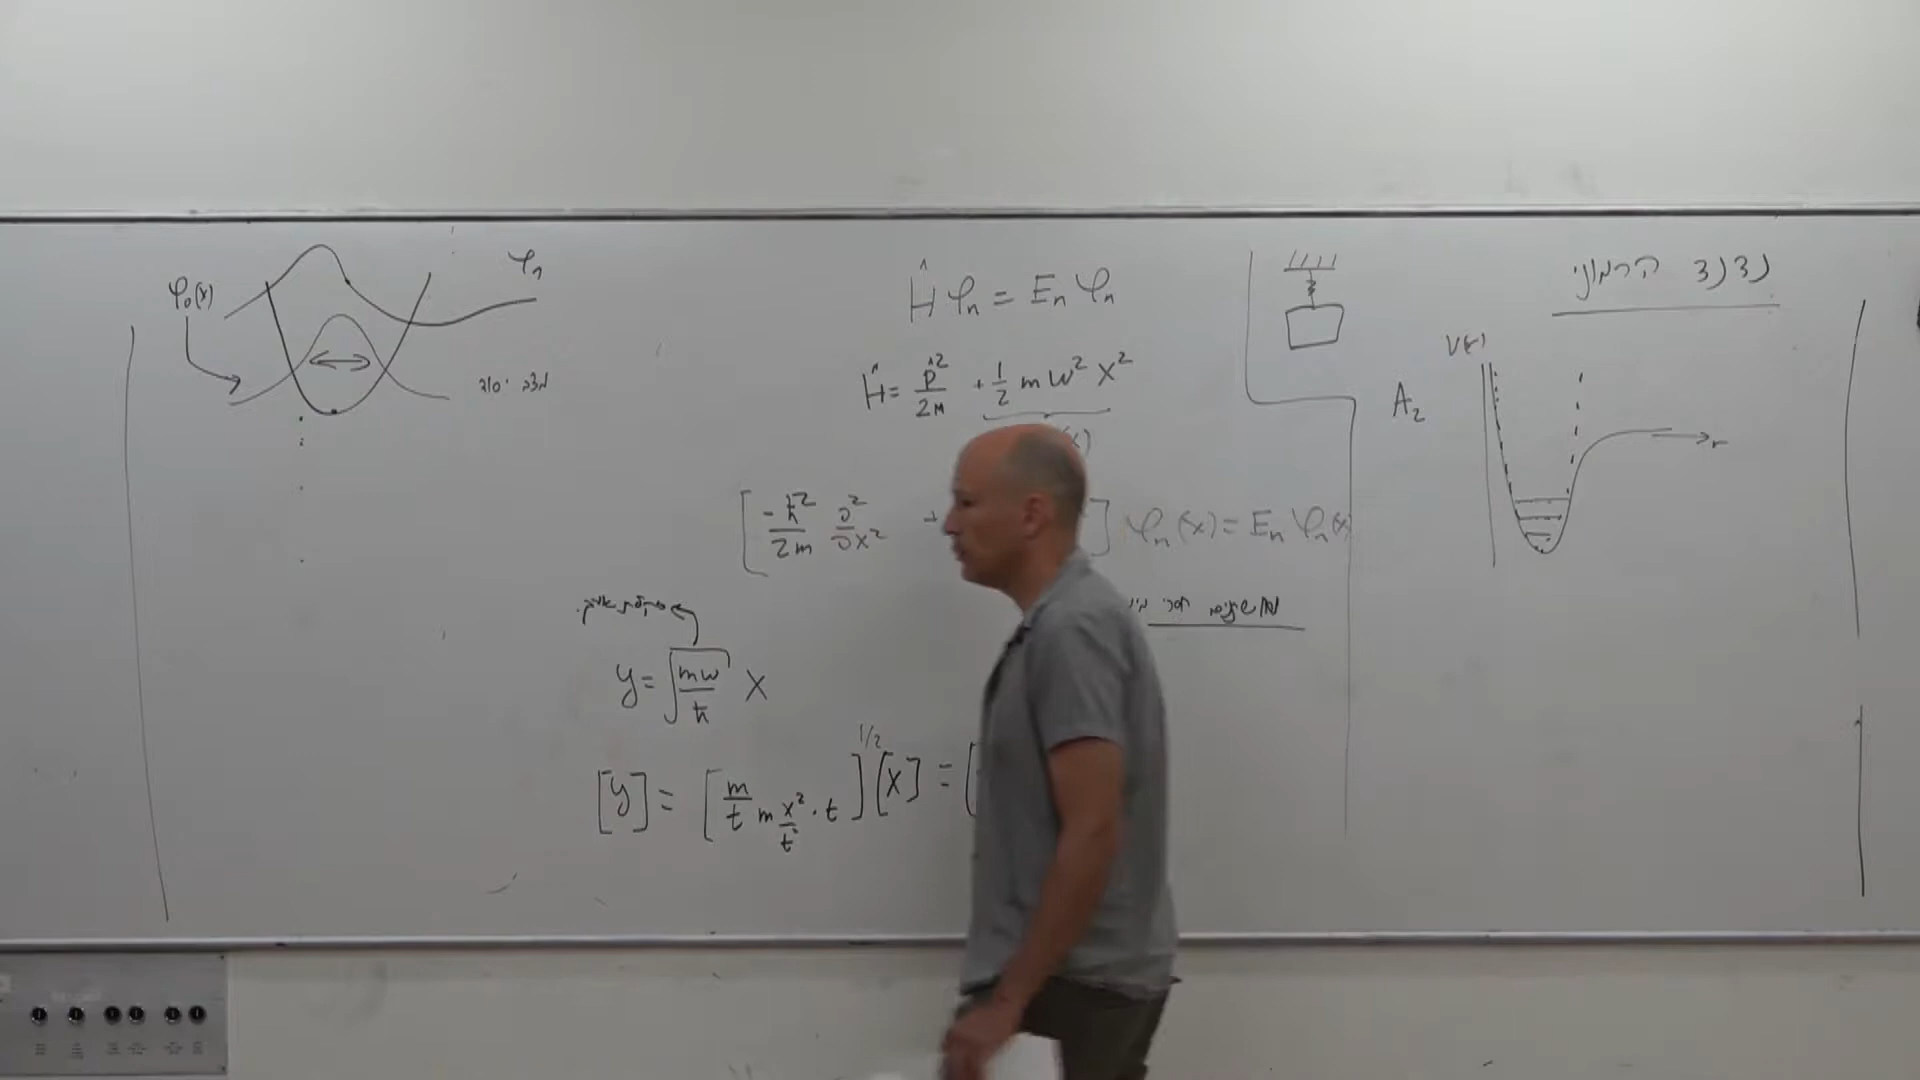 נדנד הרמוני
V(r)
A₂
r
Ĥ φₙ = Eₙ φₙ
Ĥ = p̂²/2m + ½ m ω² x²
[ -ℏ²/2m ∂²/∂x² + ] φₙ(x) = Eₙ φₙ(x)
חסרי
y = √(mω/ℏ) x
[y] = [ m/t / m x²/t² · t ]^1/2 [x] = [
φ₀(x)
φₙ
מצב יסוד